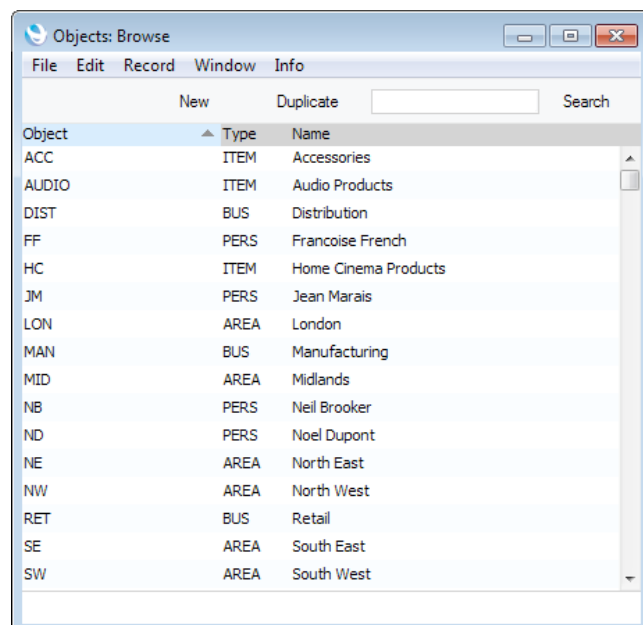 Objects: Browse
File Edit Record Window Info
New Duplicate Search
Object Type Name
ACC ITEM Accessories
AUDIO ITEM Audio Products
DIST BUS Distribution
FF PERS Francoise French
HC ITEM Home Cinema Products
JM PERS Jean Marais
LON AREA London
MAN BUS Manufacturing
MID AREA Midlands
NB PERS Neil Brooker
ND PERS Noel Dupont
NE AREA North East
NW AREA North West
RET BUS Retail
SE AREA South East
SW AREA South West